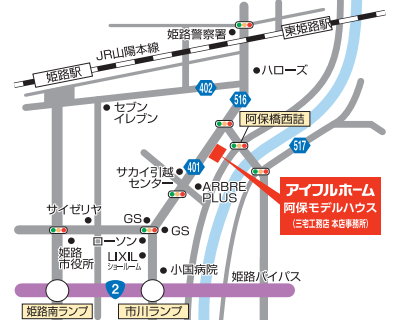 姫路警察署
東姫路駅
JR山陽本線
姫路駅
ハローズ
402
516
セブン
イレブン
阿保橋西詰
517
サカイ引越
センター
401
アイフルホーム
阿保モデルハウス
(三宅工務店 本店事務所)
ARBRE
PLUS
サイゼリヤ
GS
GS
ローソン
姫路
市役所
LIXIL
ショールーム
小国病院
姫路バイパス
2
姫路南ランプ
市川ランプ